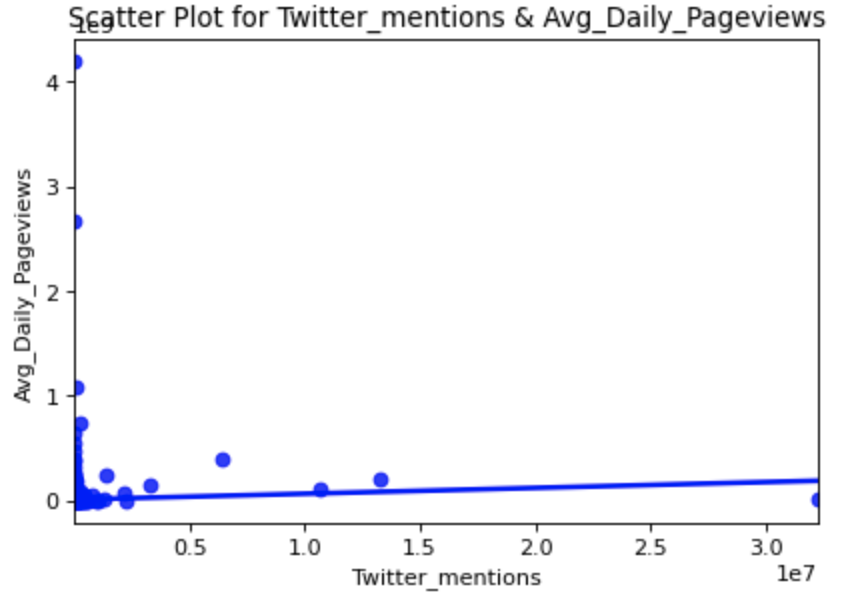 Scatter Plot for Twitter_mentions & Avg_Daily_Pageviews
1e9
4
3
2
1
0
Avg_Daily_Pageviews
0.5 1.0 1.5 2.0 2.5 3.0
1e7
Twitter_mentions